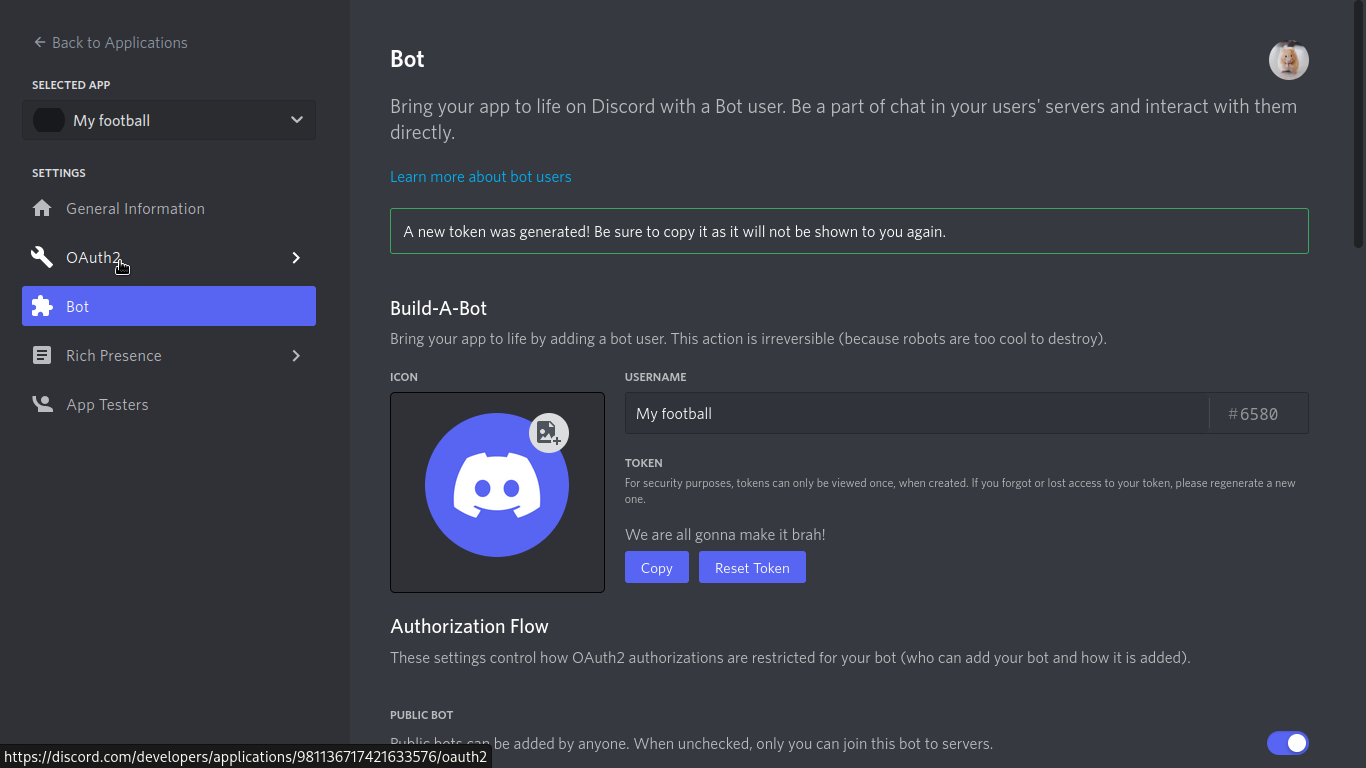 Back to Applications
SELECTED APP
My football
SETTINGS
General Information
OAuth2
Bot
Rich Presence
App Testers
Bot
Bring your app to life on Discord with a Bot user. Be a part of chat in your users' servers and interact with them
directly.
Learn more about bot users
A new token was generated! Be sure to copy it as it will not be shown to you again.
Build-A-Bot
Bring your app to life by adding a bot user. This action is irreversible (because robots are too cool to destroy).
ICON
USERNAME
My football #6580
TOKEN
For security purposes, tokens can only be viewed once, when created. If you forgot or lost access to your token, please regenerate a new
one.
We are all gonna make it brah!
Copy Reset Token
Authorization Flow
These settings control how OAuth2 authorizations are restricted for your bot (who can add your bot and how it is added).
PUBLIC BOT
Public bots can be added by anyone. When unchecked, only you can join this bot to servers.
https://discord.com/developers/applications/981136717421633576/oauth2